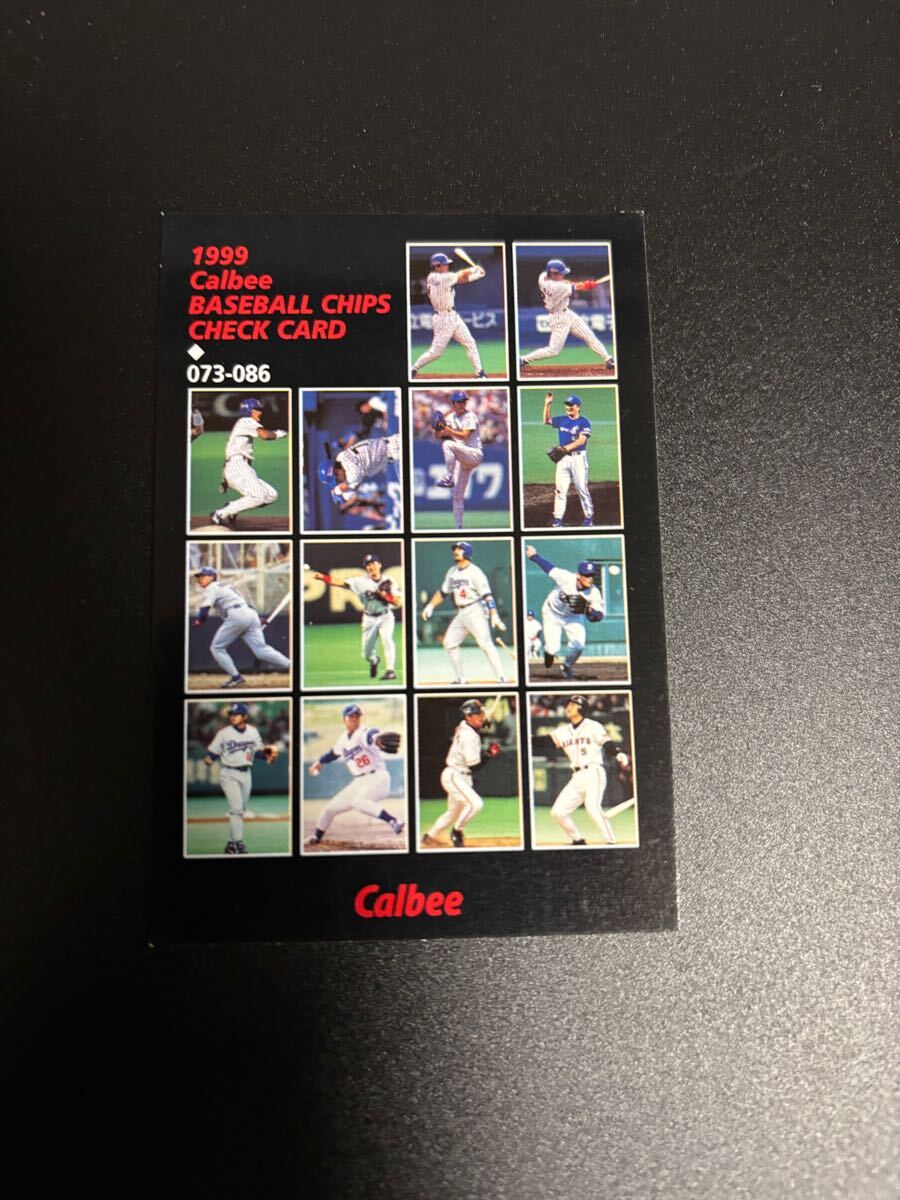 1999
Calbee
BASEBALL CHIPS
CHECK CARD
073-086
Calbee